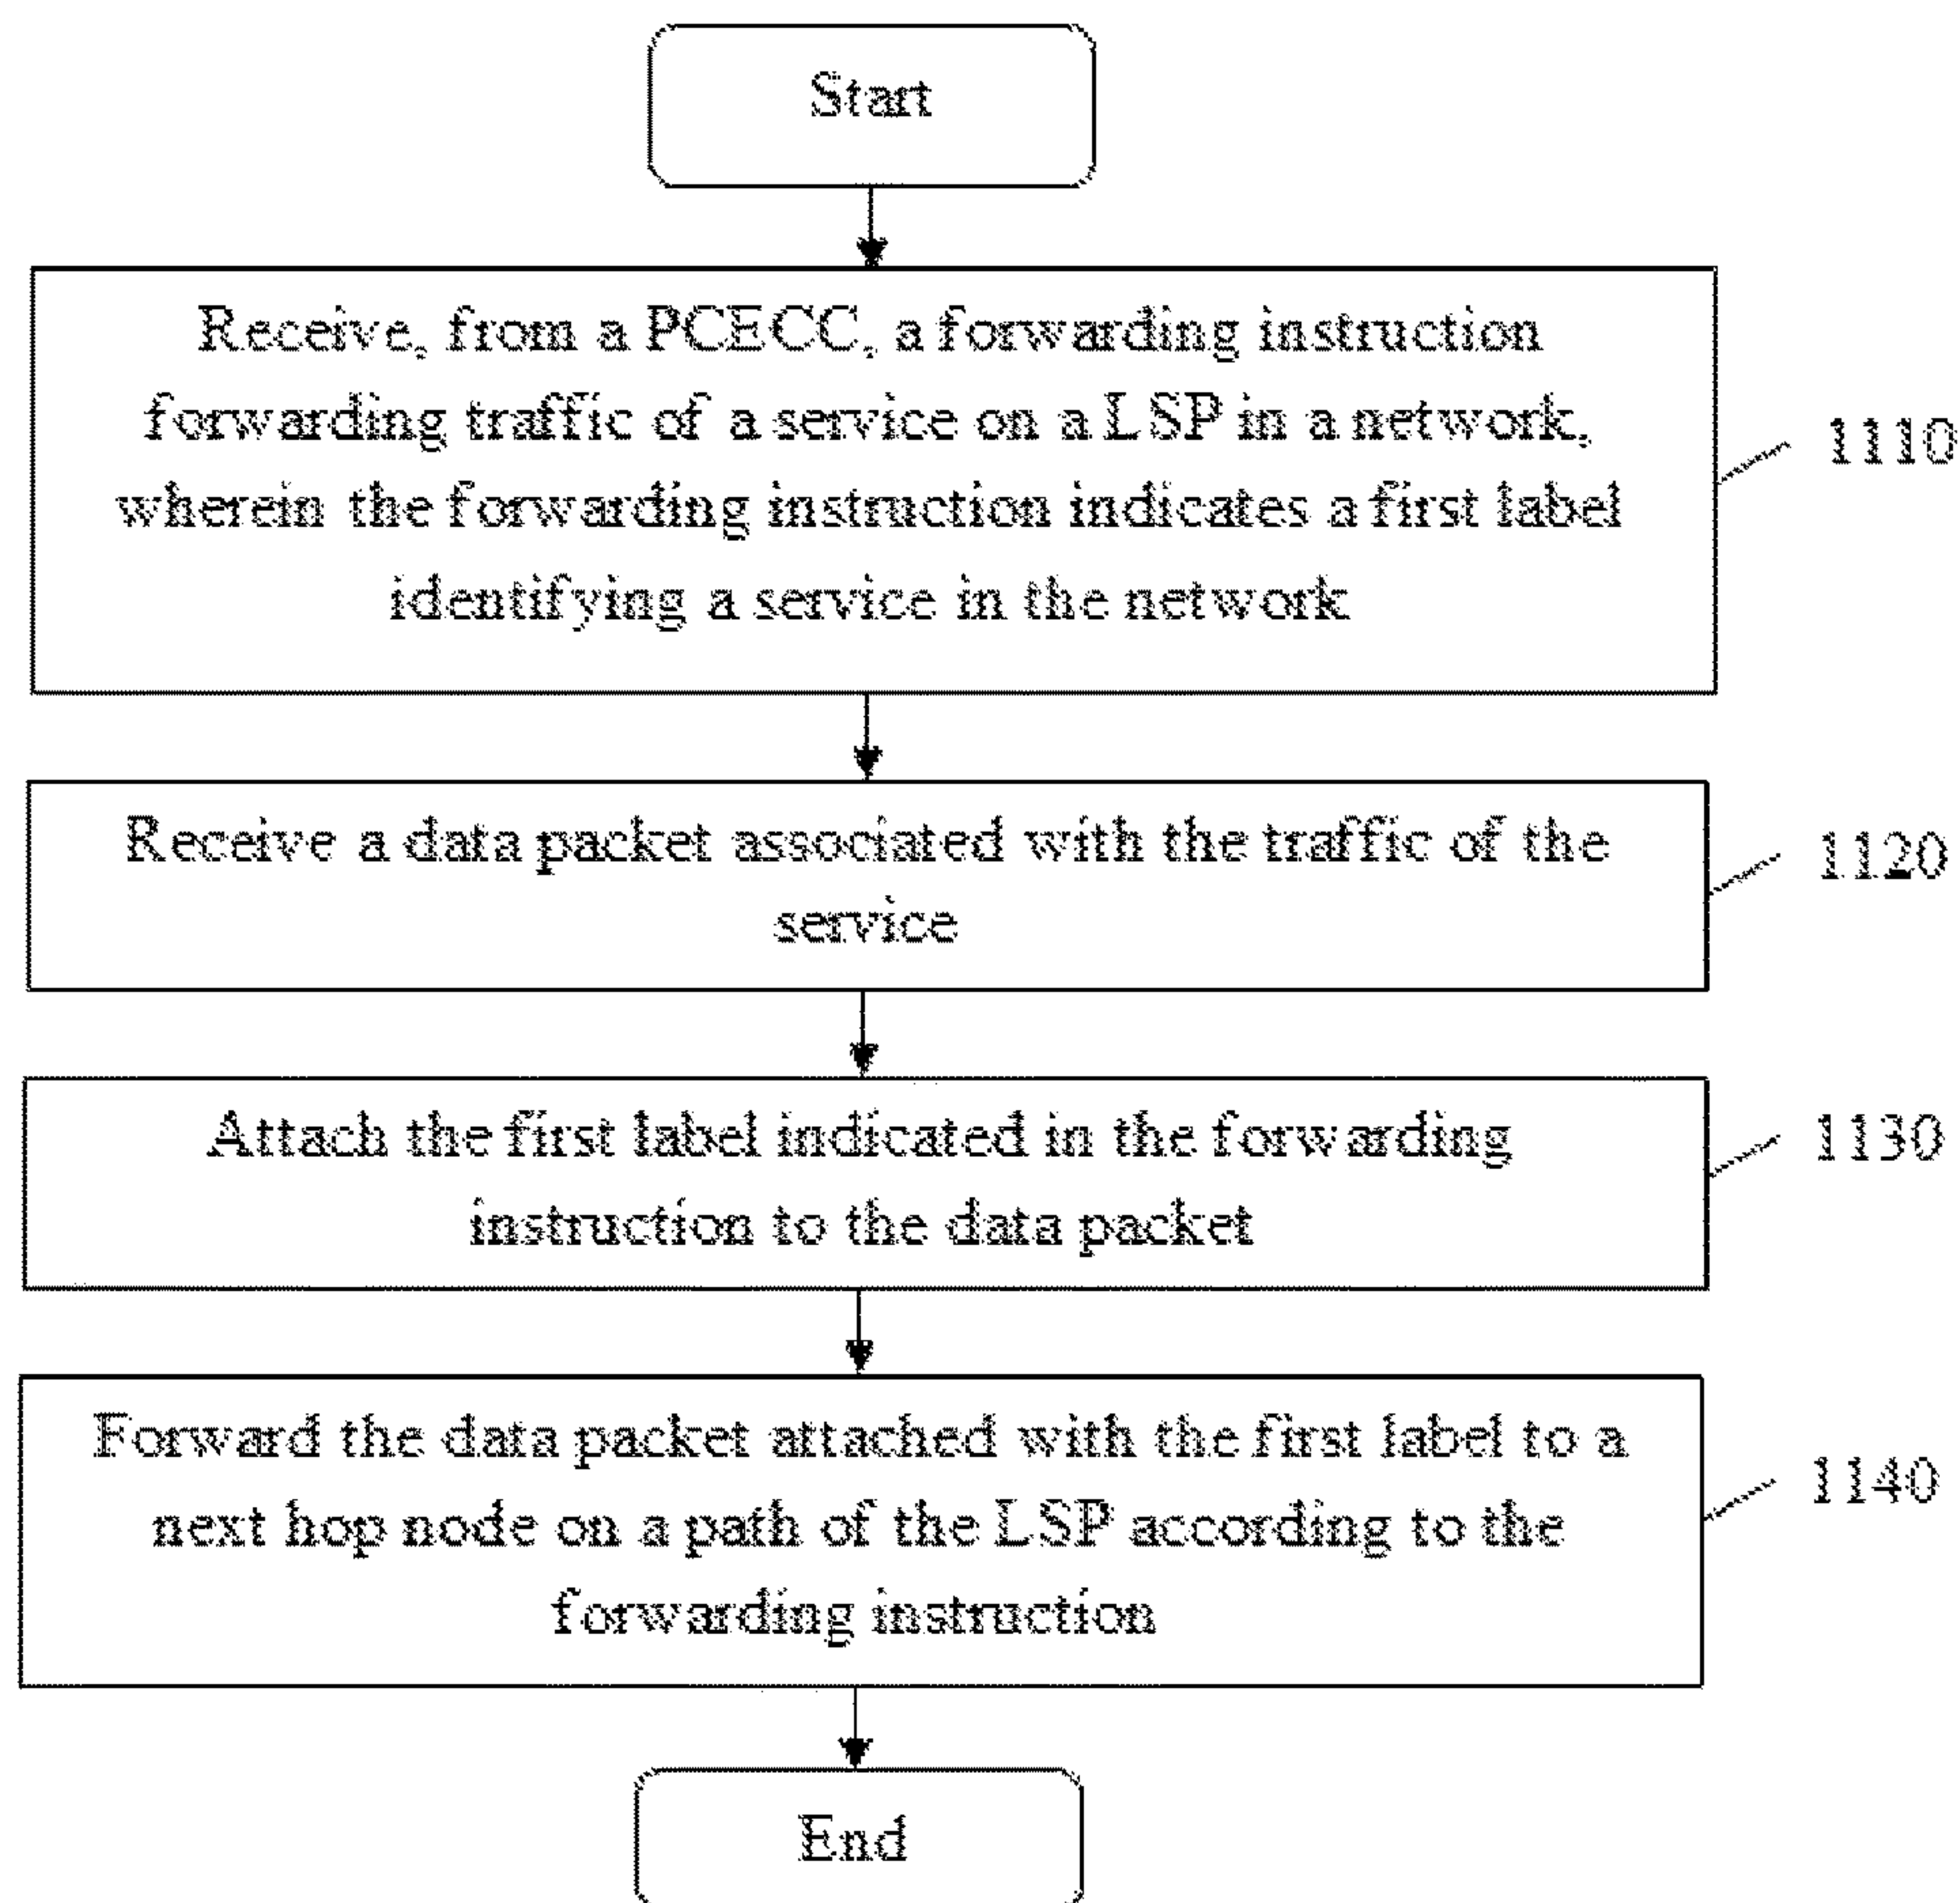 Start
Receive, from a PCECC, a forwarding instruction
forwarding traffic of a service on a LSP in a network,
wherein the forwarding instruction indicates a first label
identifying a service in the network
1110
Receive a data packet associated with the traffic of the
service
1120
Attach the first label indicated in the forwarding
instruction to the data packet
1130
Forward the data packet attached with the first label to a
next hop node on a path of the LSP according to the
forwarding instruction
1140
End